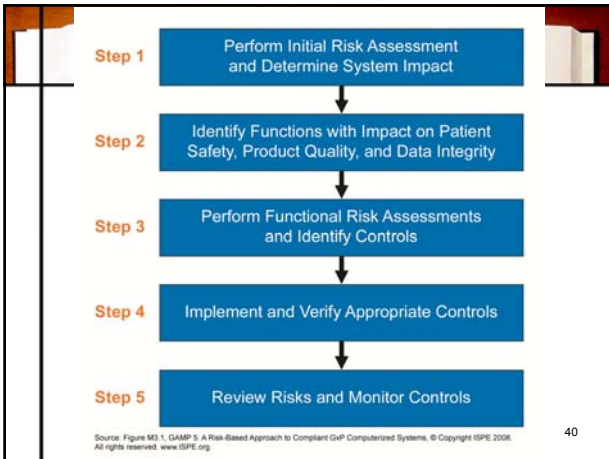 Step 1
Perform Initial Risk Assessment
and Determine System Impact
Step 2
Identify Functions with Impact on Patient
Safety, Product Quality, and Data Integrity
Step 3
Perform Functional Risk Assessments
and Identify Controls
Step 4
Implement and Verify Appropriate Controls
Step 5
Review Risks and Monitor Controls
Source: Figure M3.1, GAMP 5: A Risk-Based Approach to Compliant GxP Computerized Systems, © Copyright ISPE 2008.
All rights reserved. www.ISPE.org.
40